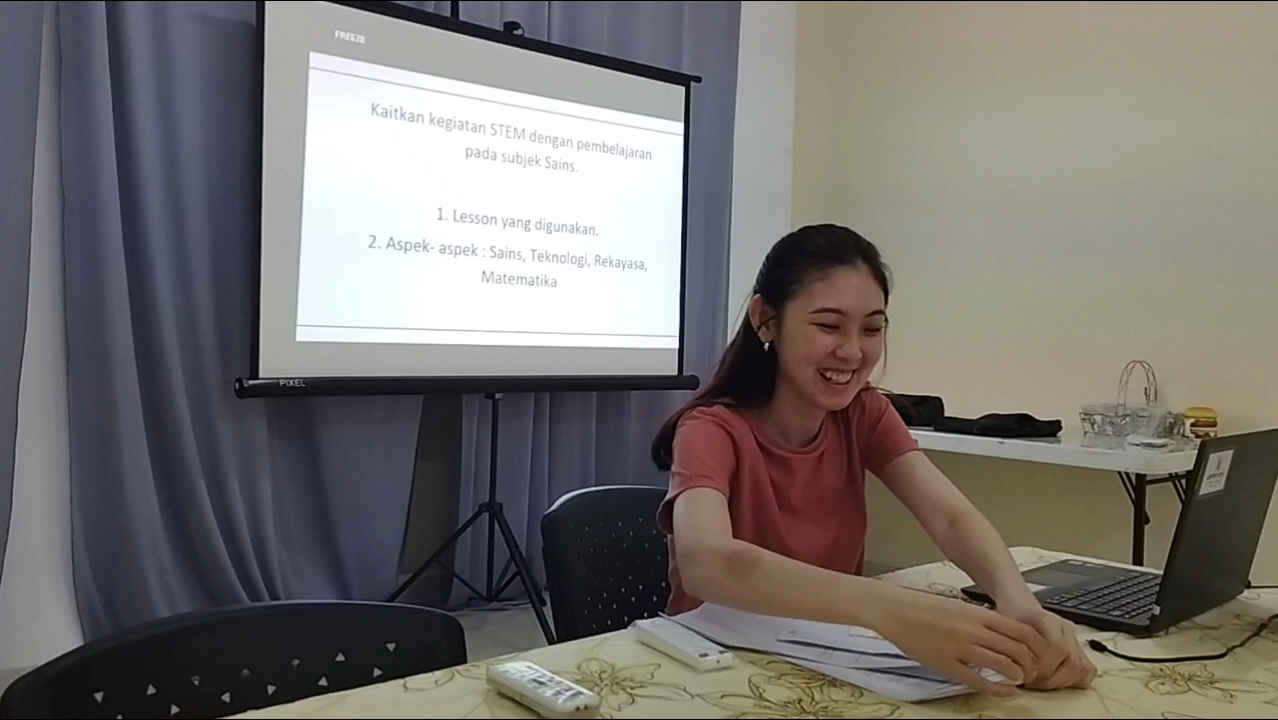 FREEZE
Kaitkan kegiatan STEM dengan pembelajaran
pada subjek Sains.
1. Lesson yang digunakan.
2. Aspek- aspek : Sains, Teknologi, Rekayasa,
Matematika
PIXEL